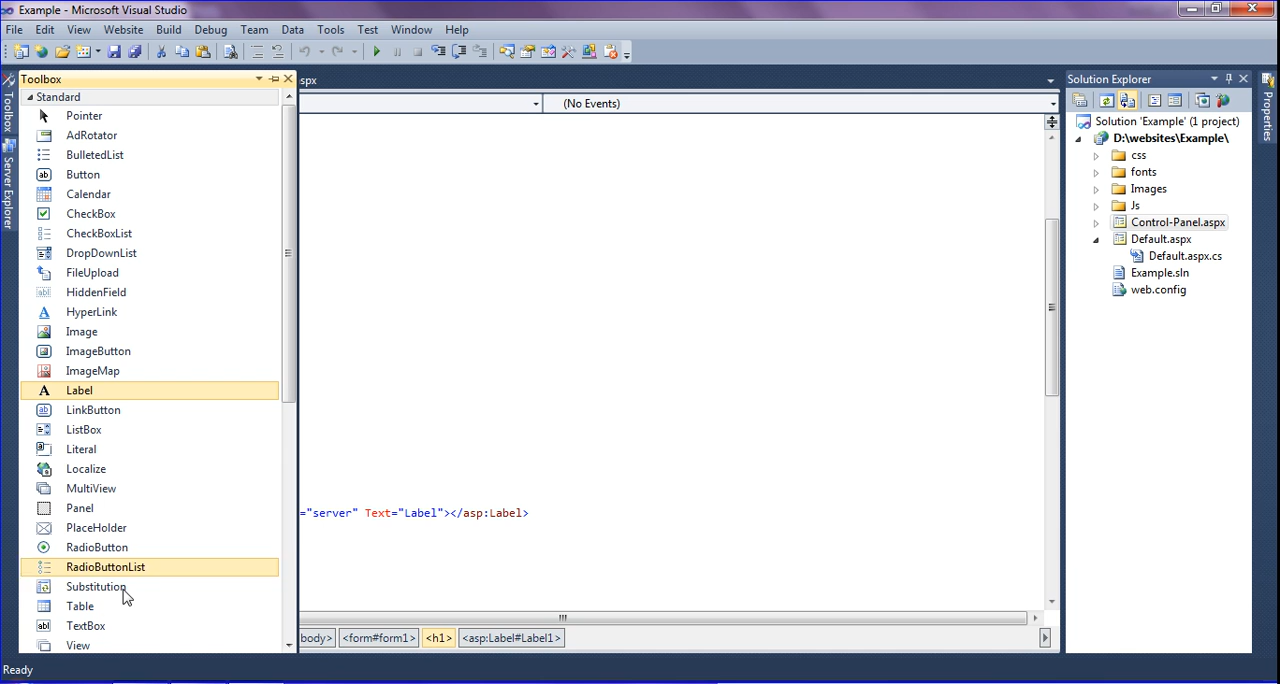 Example - Microsoft Visual Studio
File Edit View Website Build Debug Team Data Tools Test Window Help
Toolbox
Server Explorer
Toolbox
Standard
Pointer
AdRotator
BulletedList
Button
Calendar
CheckBox
CheckBoxList
DropDownList
FileUpload
HiddenField
HyperLink
Image
ImageButton
ImageMap
Label
LinkButton
ListBox
Literal
Localize
MultiView
Panel
PlaceHolder
RadioButton
RadioButtonList
Substitution
Table
TextBox
View
spx
(No Events)
="server" Text="Label"></asp:Label>
body> <form#form1> <h1> <asp:Label#Label1>
Solution Explorer
Solution 'Example' (1 project)
D:\websites\Example\
css
fonts
Images
Js
Control-Panel.aspx
Default.aspx
Default.aspx.cs
Example.sln
web.config
Properties
Ready